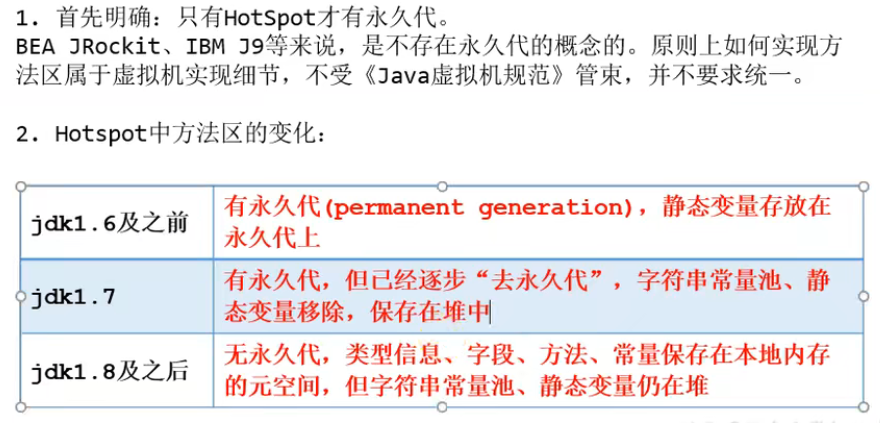 1. 首先明确：只有HotSpot才有永久代。
BEA JRockit、IBM J9等来说，是不存在永久代的概念的。原则上如何实现方
法区属于虚拟机实现细节，不受《Java虚拟机规范》管束，并不要求统一。
2. Hotspot中方法区的变化：
jdk1.6及之前
有永久代(permanent generation)，静态变量存放在
永久代上
jdk1.7
有永久代，但已经逐步“去永久代”，字符串常量池、静
态变量移除，保存在堆中
jdk1.8及之后
无永久代，类型信息、字段、方法、常量保存在本地内存
的元空间，但字符串常量池、静态变量仍在堆